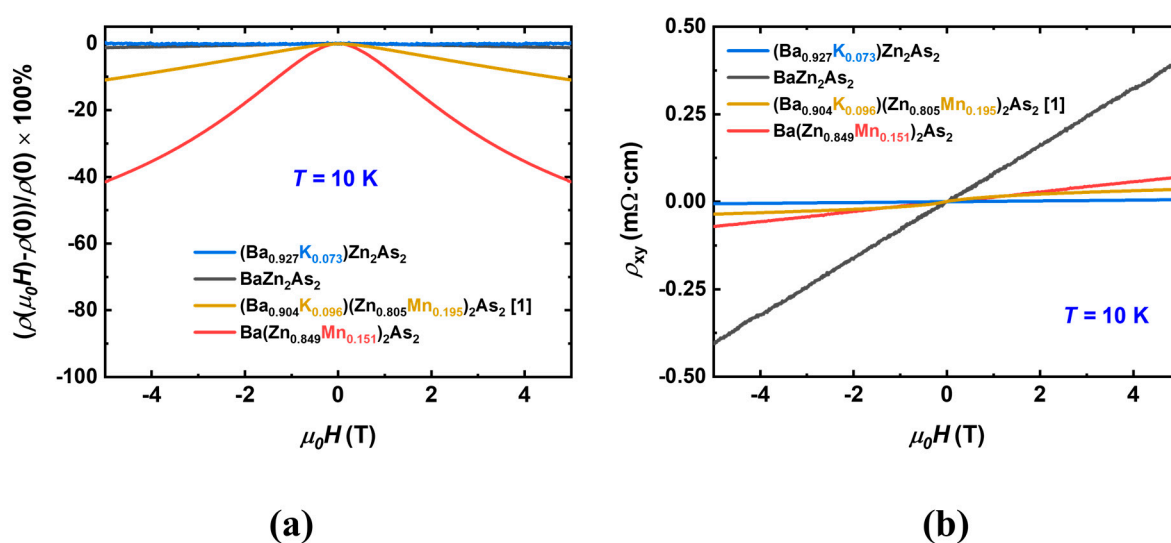 (ρ(μ₀H)-ρ(0))/ρ(0) × 100%
0
-20
-40
-60
-80
-100
T = 10 K
(Ba₀.₉₂₇K₀.₀₇₃)Zn₂As₂
BaZn₂As₂
(Ba₀.₉₀₄K₀.₀₉₆)(Zn₀.₈₀₅Mn₀.₁₉₅)₂As₂ [1]
Ba(Zn₀.₈₄₉Mn₀.₁₅₁)₂As₂
-4 -2 0 2 4
μ₀H (T)
(a)
ρxy (mΩ·cm)
0.50
0.25
0.00
-0.25
-0.50
(Ba₀.₉₂₇K₀.₀₇₃)Zn₂As₂
BaZn₂As₂
(Ba₀.₉₀₄K₀.₀₉₆)(Zn₀.₈₀₅Mn₀.₁₉₅)₂As₂ [1]
Ba(Zn₀.₈₄₉Mn₀.₁₅₁)₂As₂
T = 10 K
-4 -2 0 2 4
μ₀H (T)
(b)